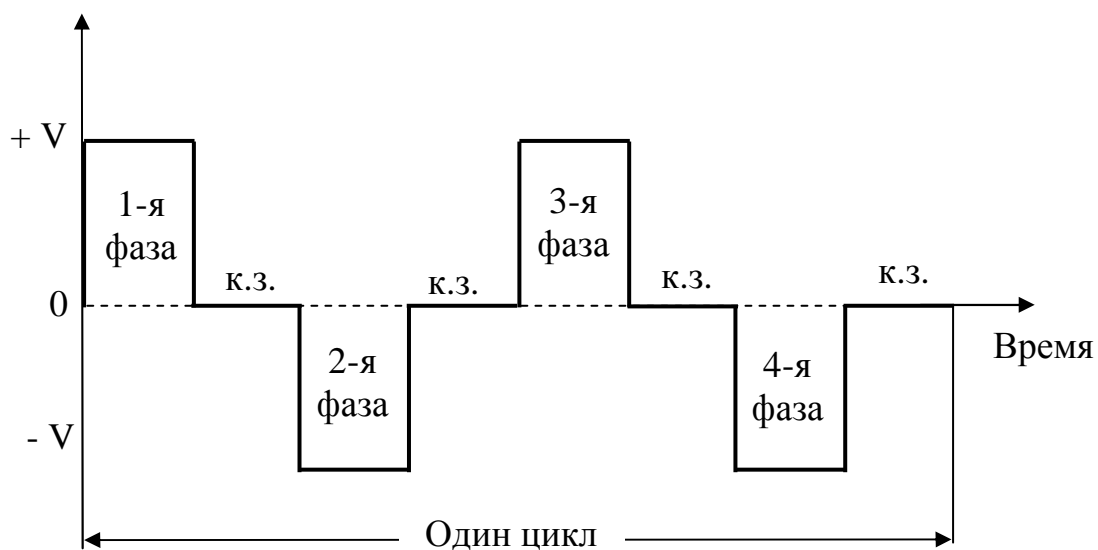 + V
1-я
фаза
3-я
фаза
к.з.
к.з.
к.з.
к.з.
0
Время
2-я
фаза
4-я
фаза
- V
Один цикл